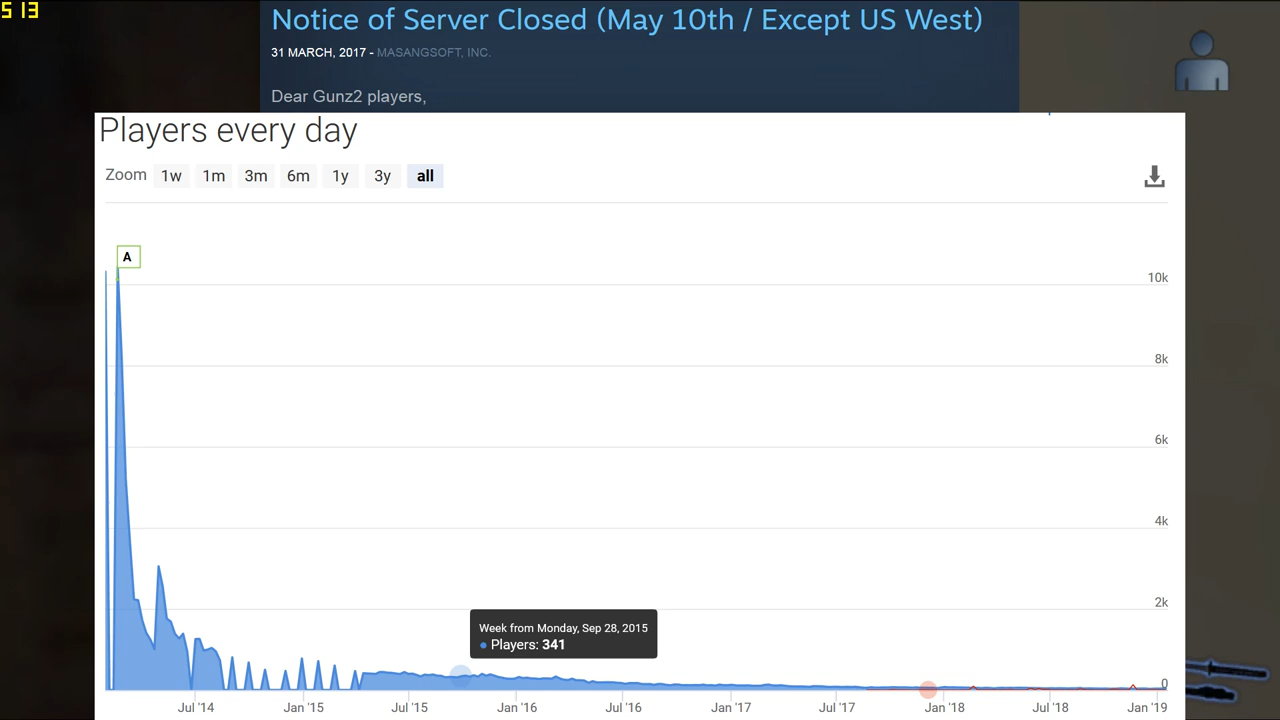 513
Notice of Server Closed (May 10th / Except US West)
31 MARCH, 2017 - MASANGSOFT, INC.
Dear Gunz2 players,
Players every day
Zoom 1w 1m 3m 6m 1y 3y all
A
10k
8k
6k
4k
2k
0
Week from Monday, Sep 28, 2015
Players: 341
Jul '14 Jan '15 Jul '15 Jan '16 Jul '16 Jan '17 Jul '17 Jan '18 Jul '18 Jan '19